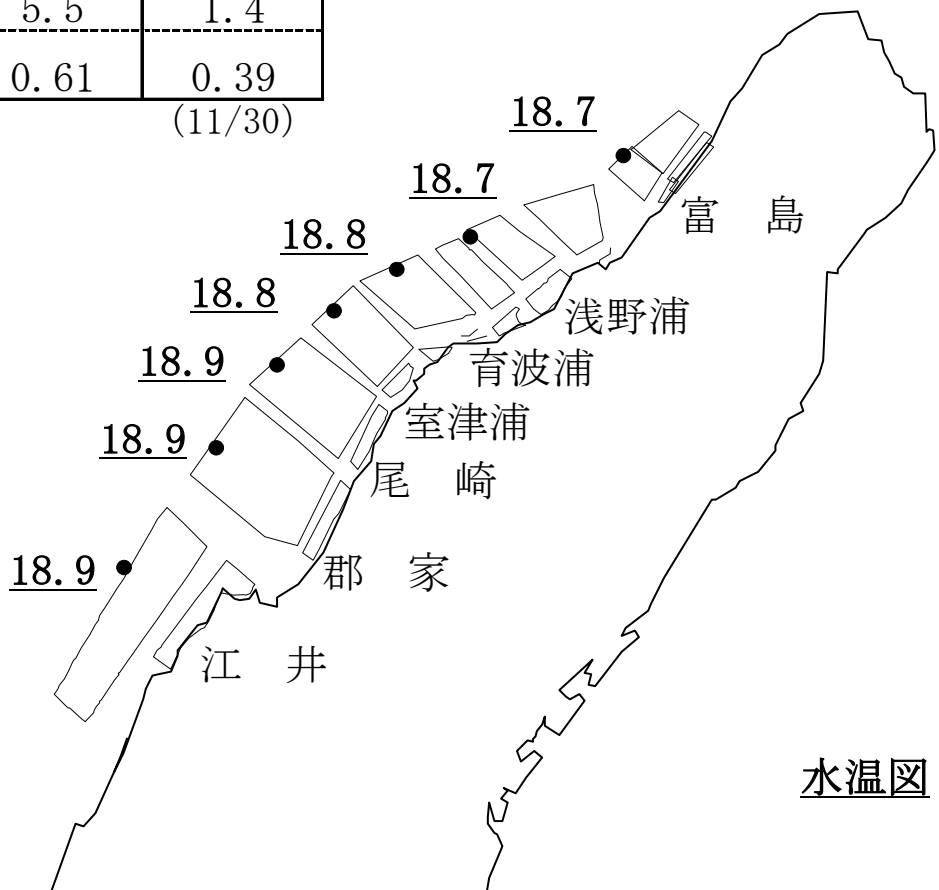 5.5 1.4
0.61 0.39
(11/30)
18.7
18.7
富 島
18.8
18.8
浅野浦
18.9
育波浦
室津浦
18.9
尾 崎
18.9
郡 家
江 井
水温図